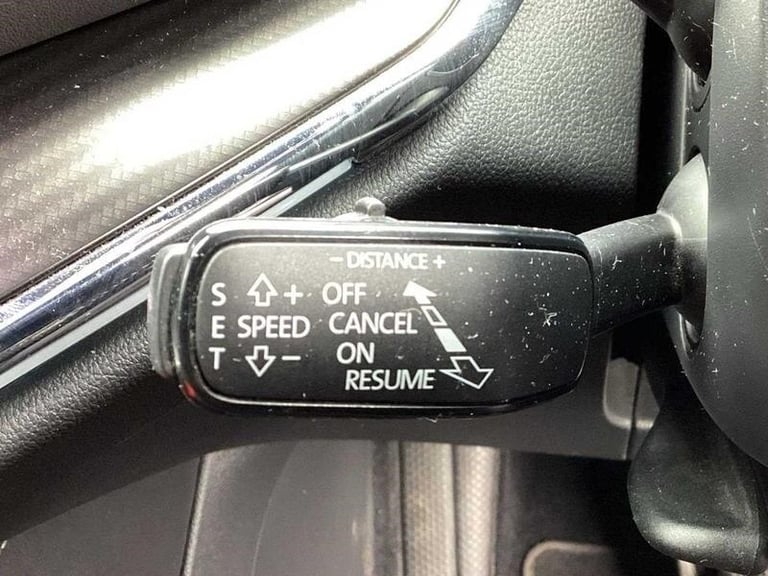 - DISTANCE +
S + OFF
E SPEED CANCEL
T - ON
RESUME